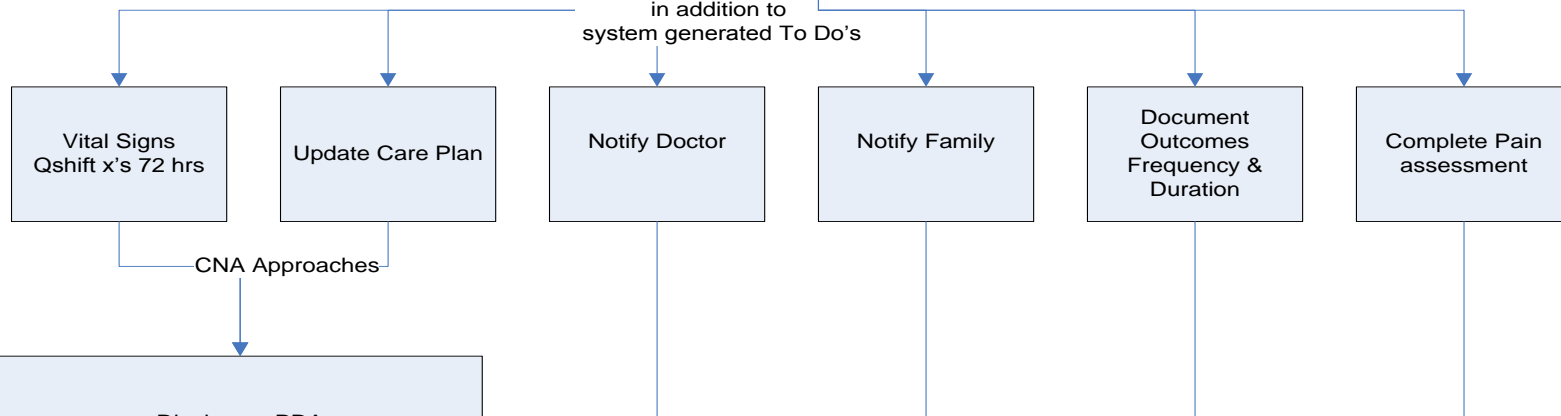 in addition to
system generated To Do's
Vital Signs
Qshift x's 72 hrs
Update Care Plan
Notify Doctor
Notify Family
Document
Outcomes
Frequency &
Duration
Complete Pain
assessment
CNA Approaches